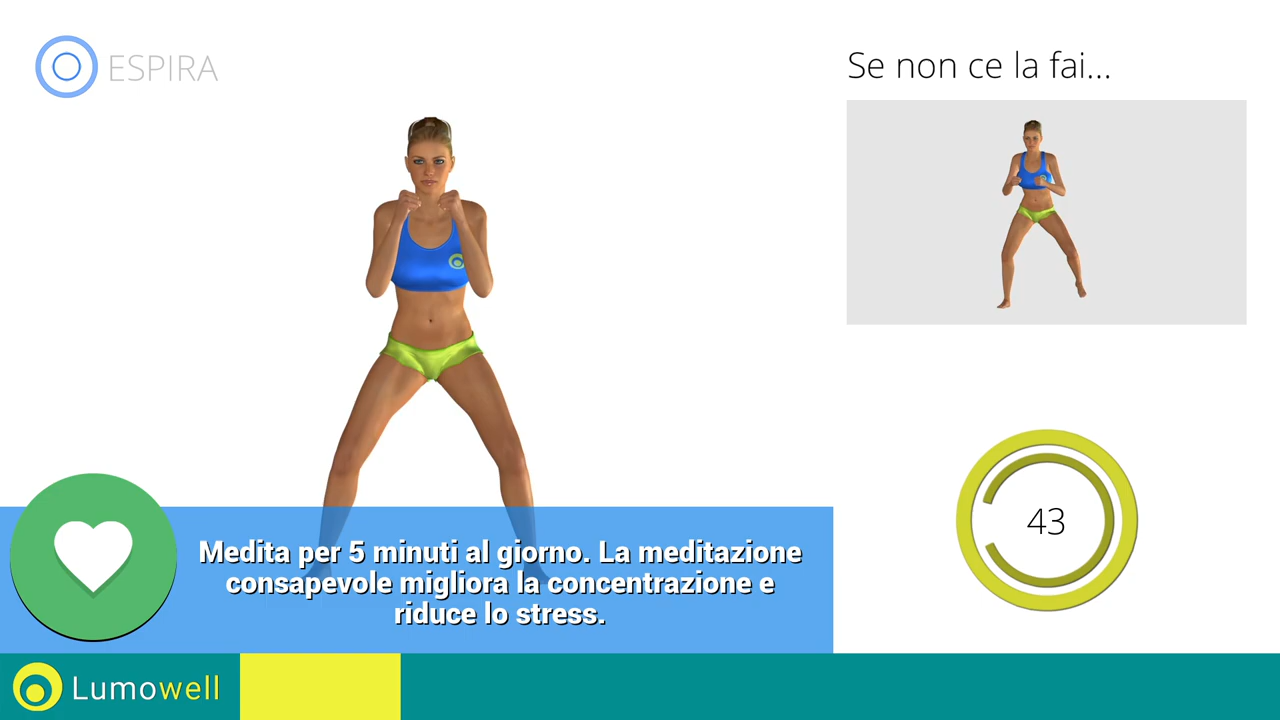 ESPIRA
Se non ce la fai...
43
Medita per 5 minuti al giorno. La meditazione
consapevole migliora la concentrazione e
riduce lo stress.
Lumowell